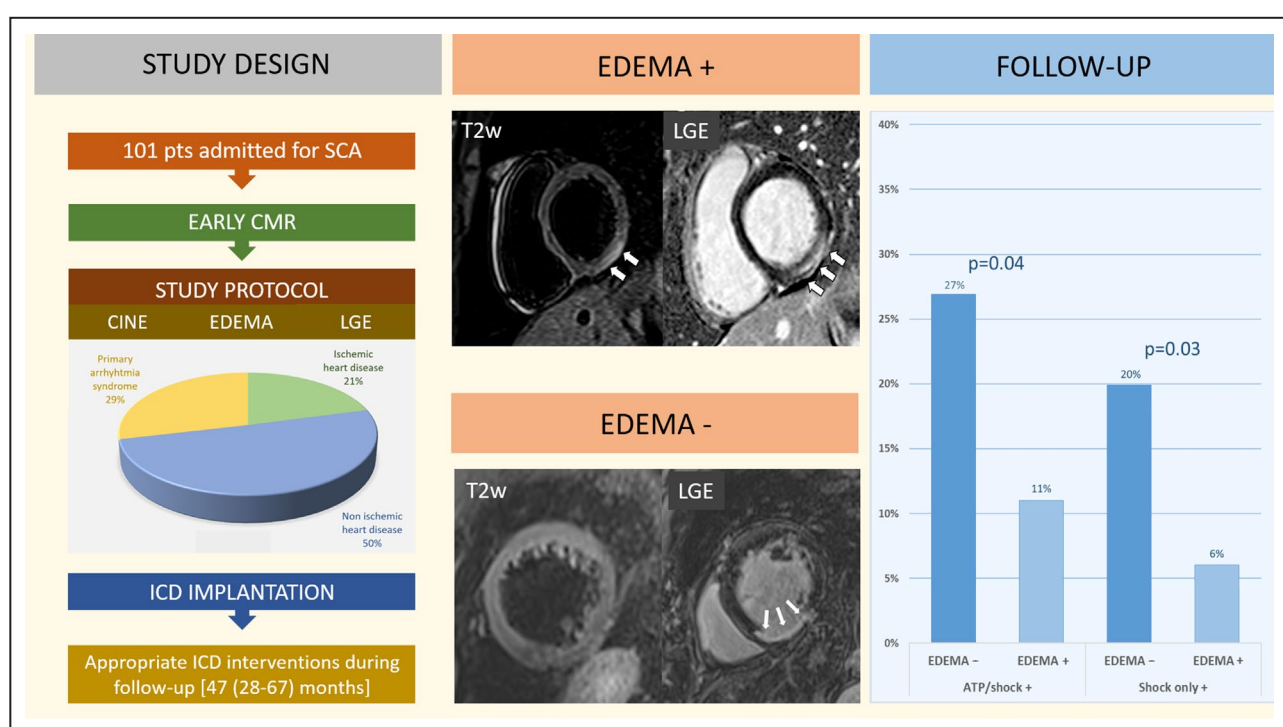 STUDY DESIGN
101 pts admitted for SCA
EARLY CMR
STUDY PROTOCOL
CINE EDEMA LGE
Primary
arrhyhtmia
syndrome
29%
Ischemic
heart disease
21%
Non ischemic
heart disease
50%
ICD IMPLANTATION
Appropriate ICD interventions during
follow-up [47 (28-67) months]
EDEMA +
T2w LGE
EDEMA -
T2w LGE
FOLLOW-UP
40%
35%
30%
25%
20%
15%
10%
5%
0%
p=0.04
27%
11%
p=0.03
20%
6%
EDEMA − EDEMA + EDEMA − EDEMA +
ATP/shock + Shock only +